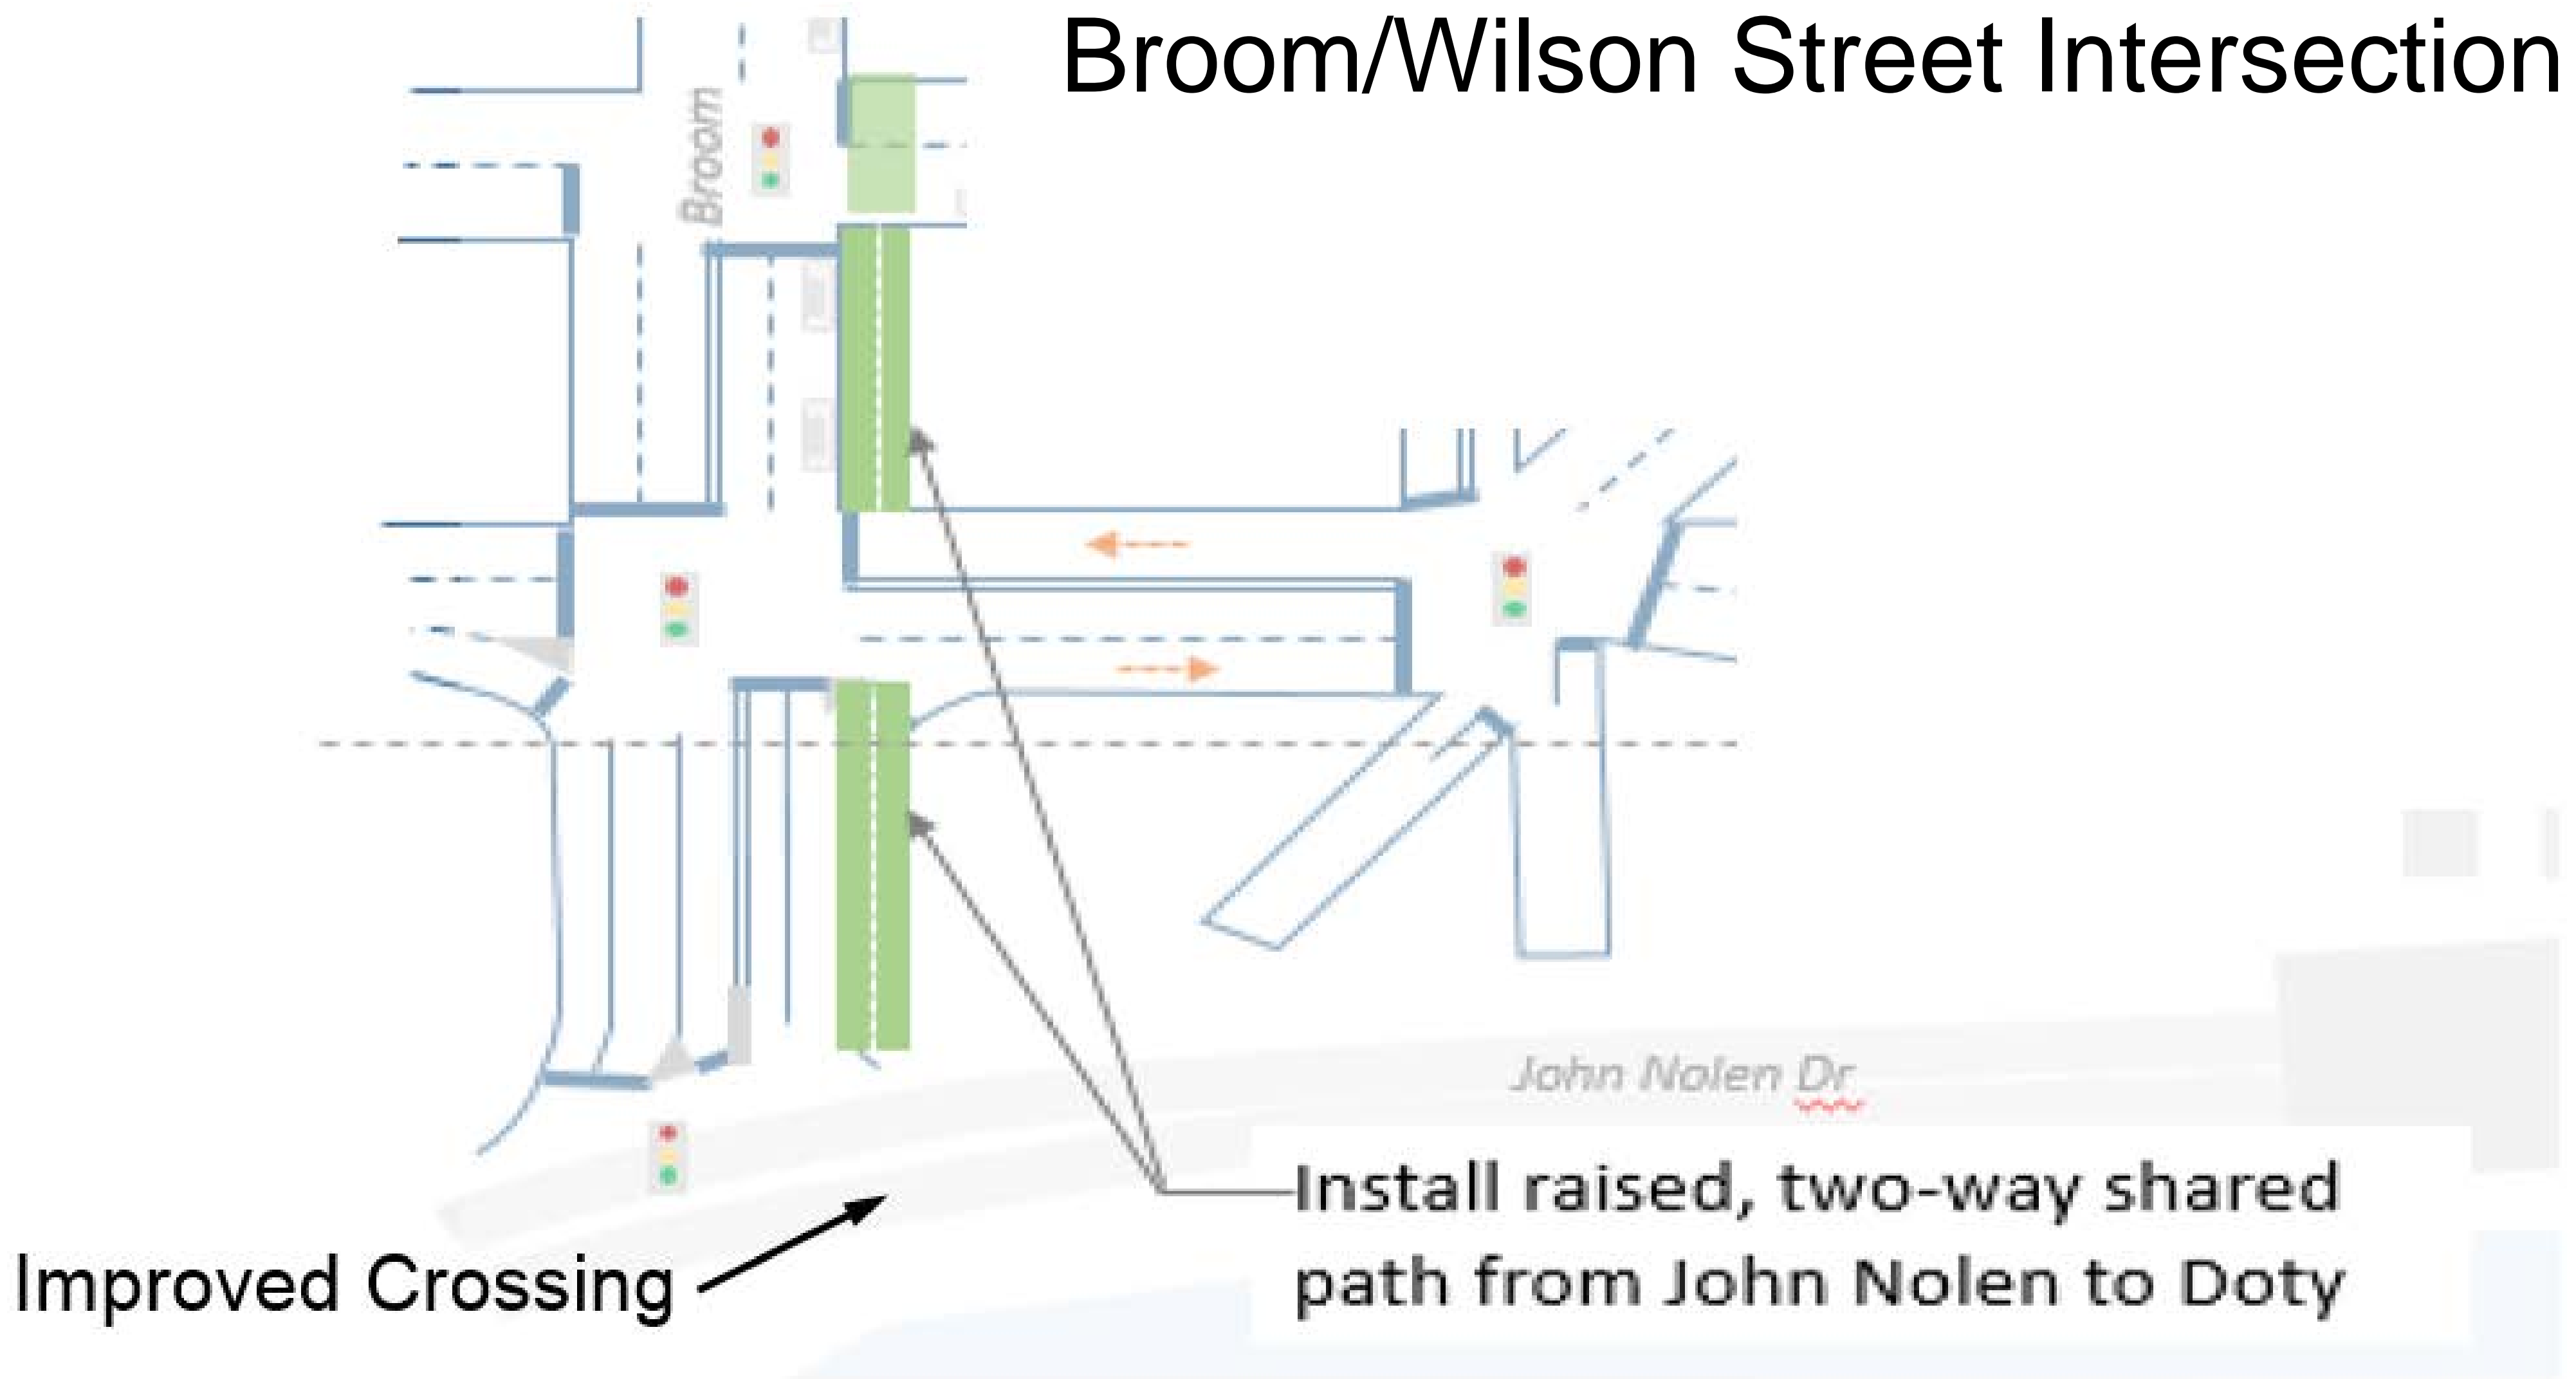 Broom/Wilson Street Intersection
Broom
John Nolen Dr
Install raised, two-way shared
path from John Nolen to Doty
Improved Crossing